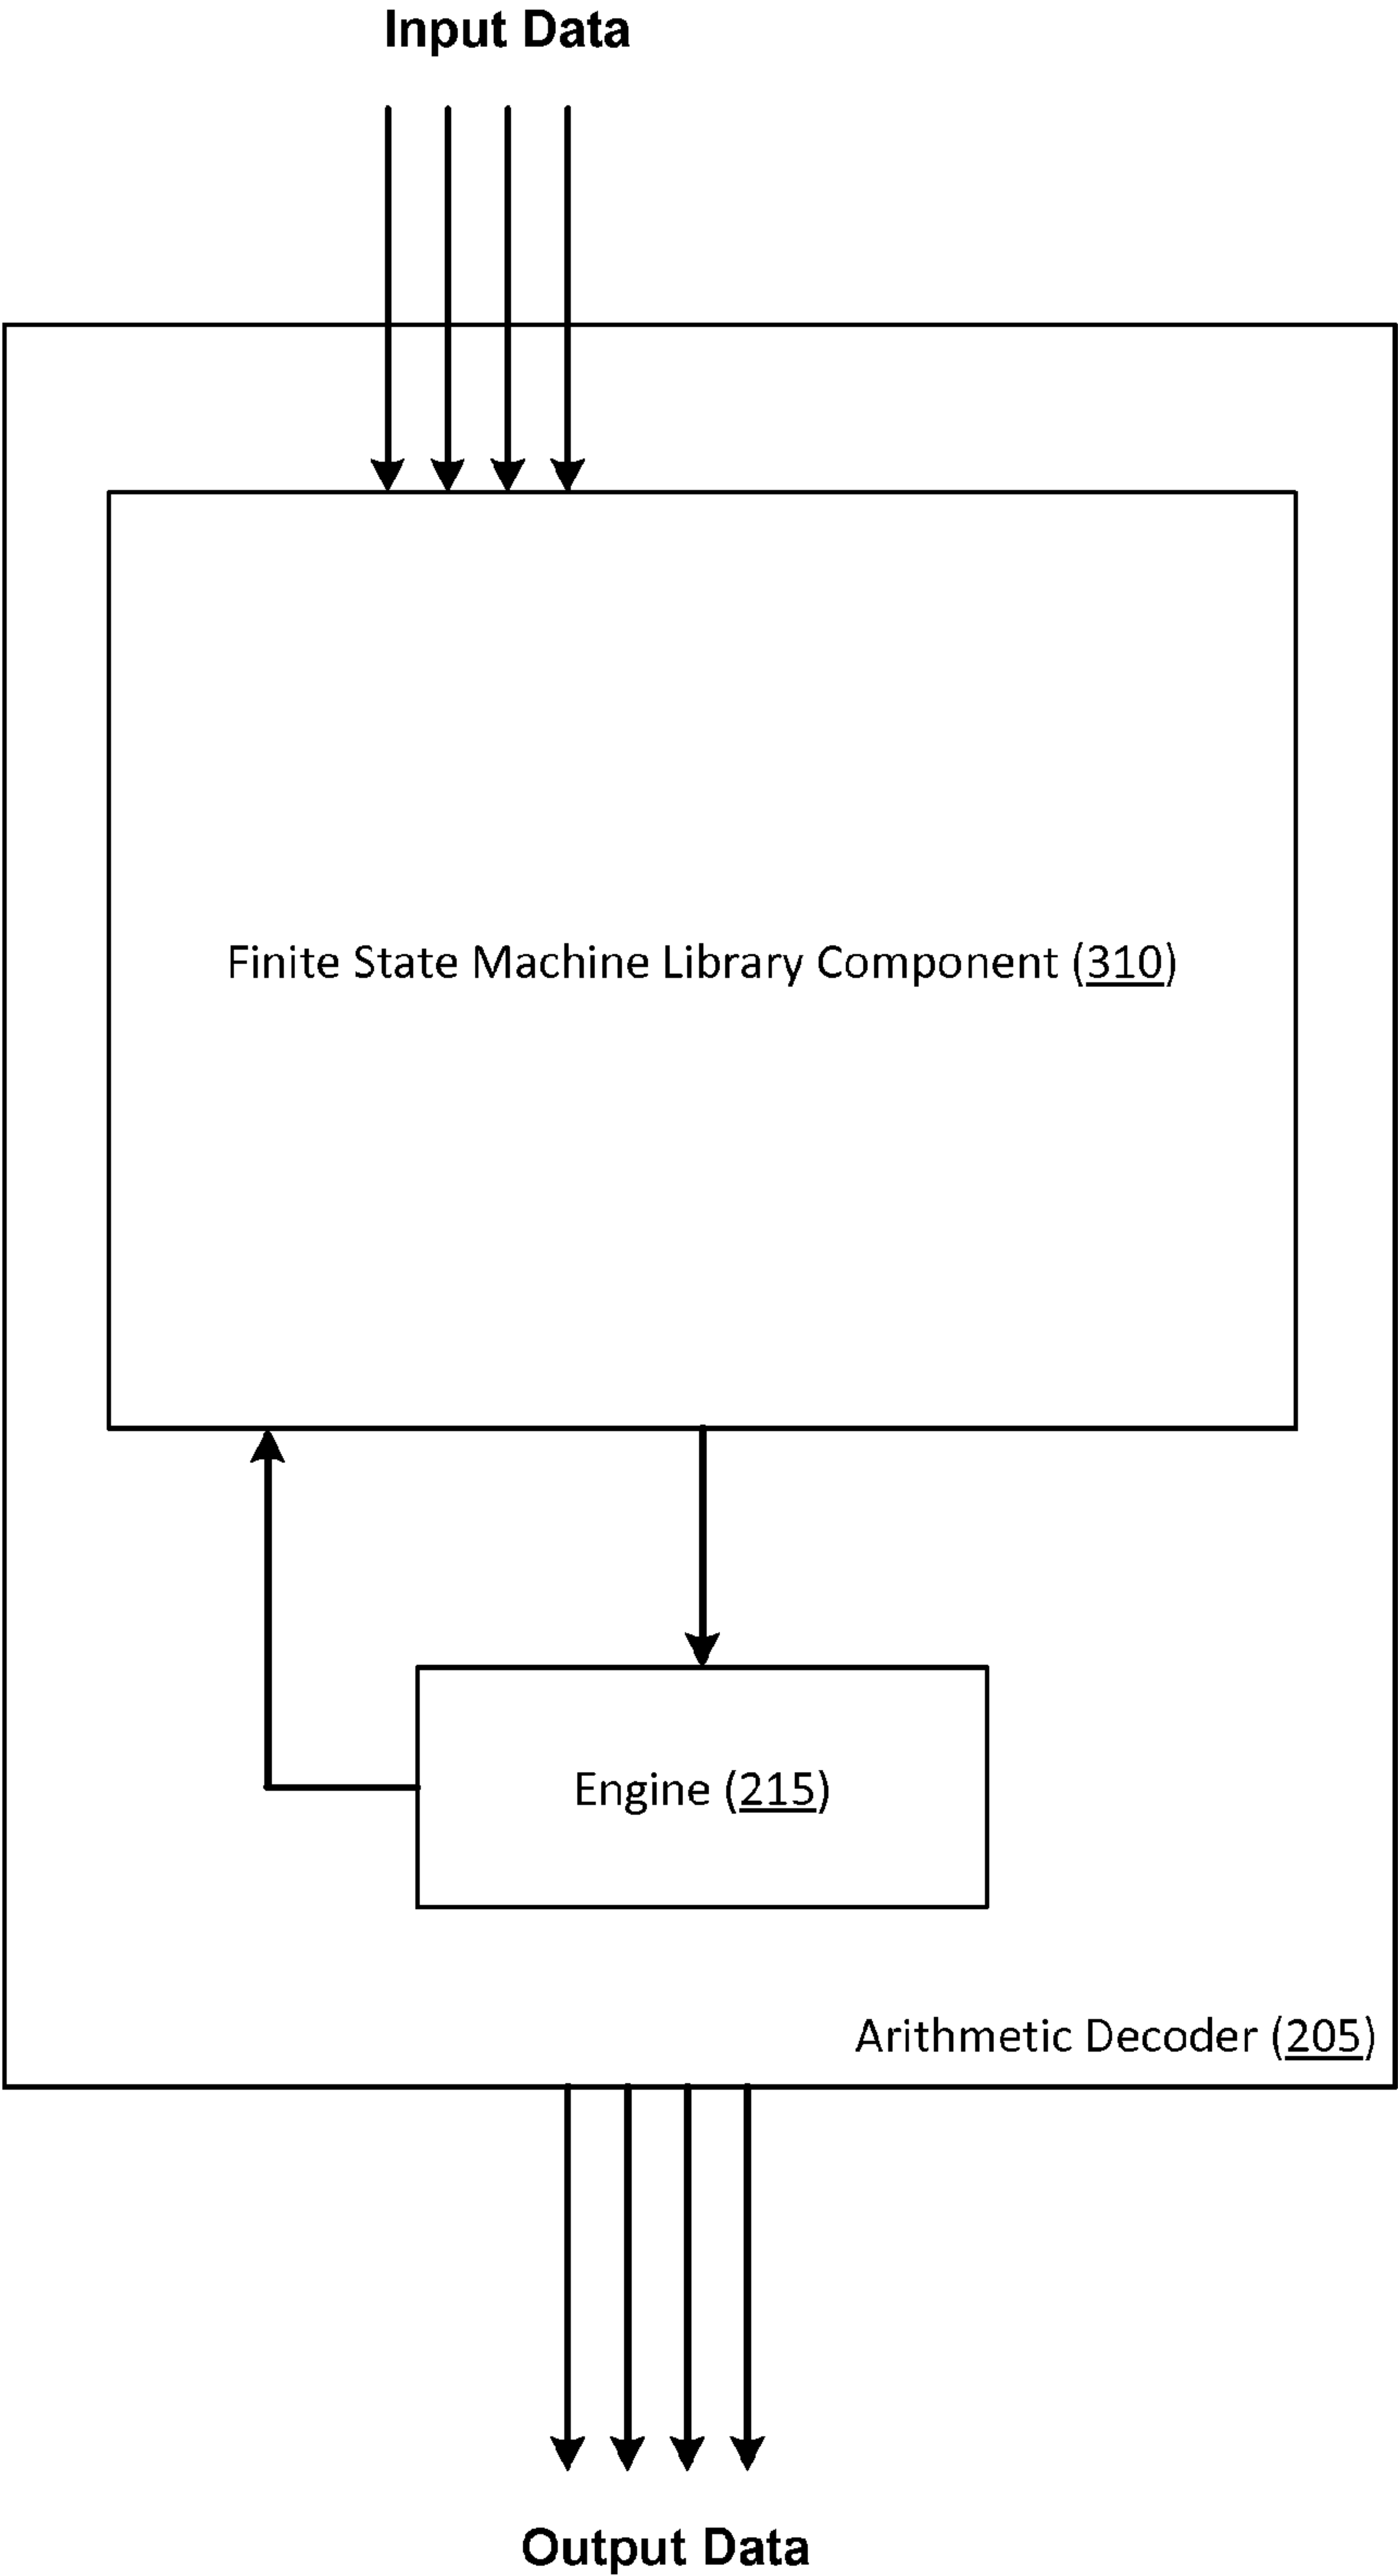 Input Data
Finite State Machine Library Component (310)
Engine (215)
Arithmetic Decoder (205)
Output Data